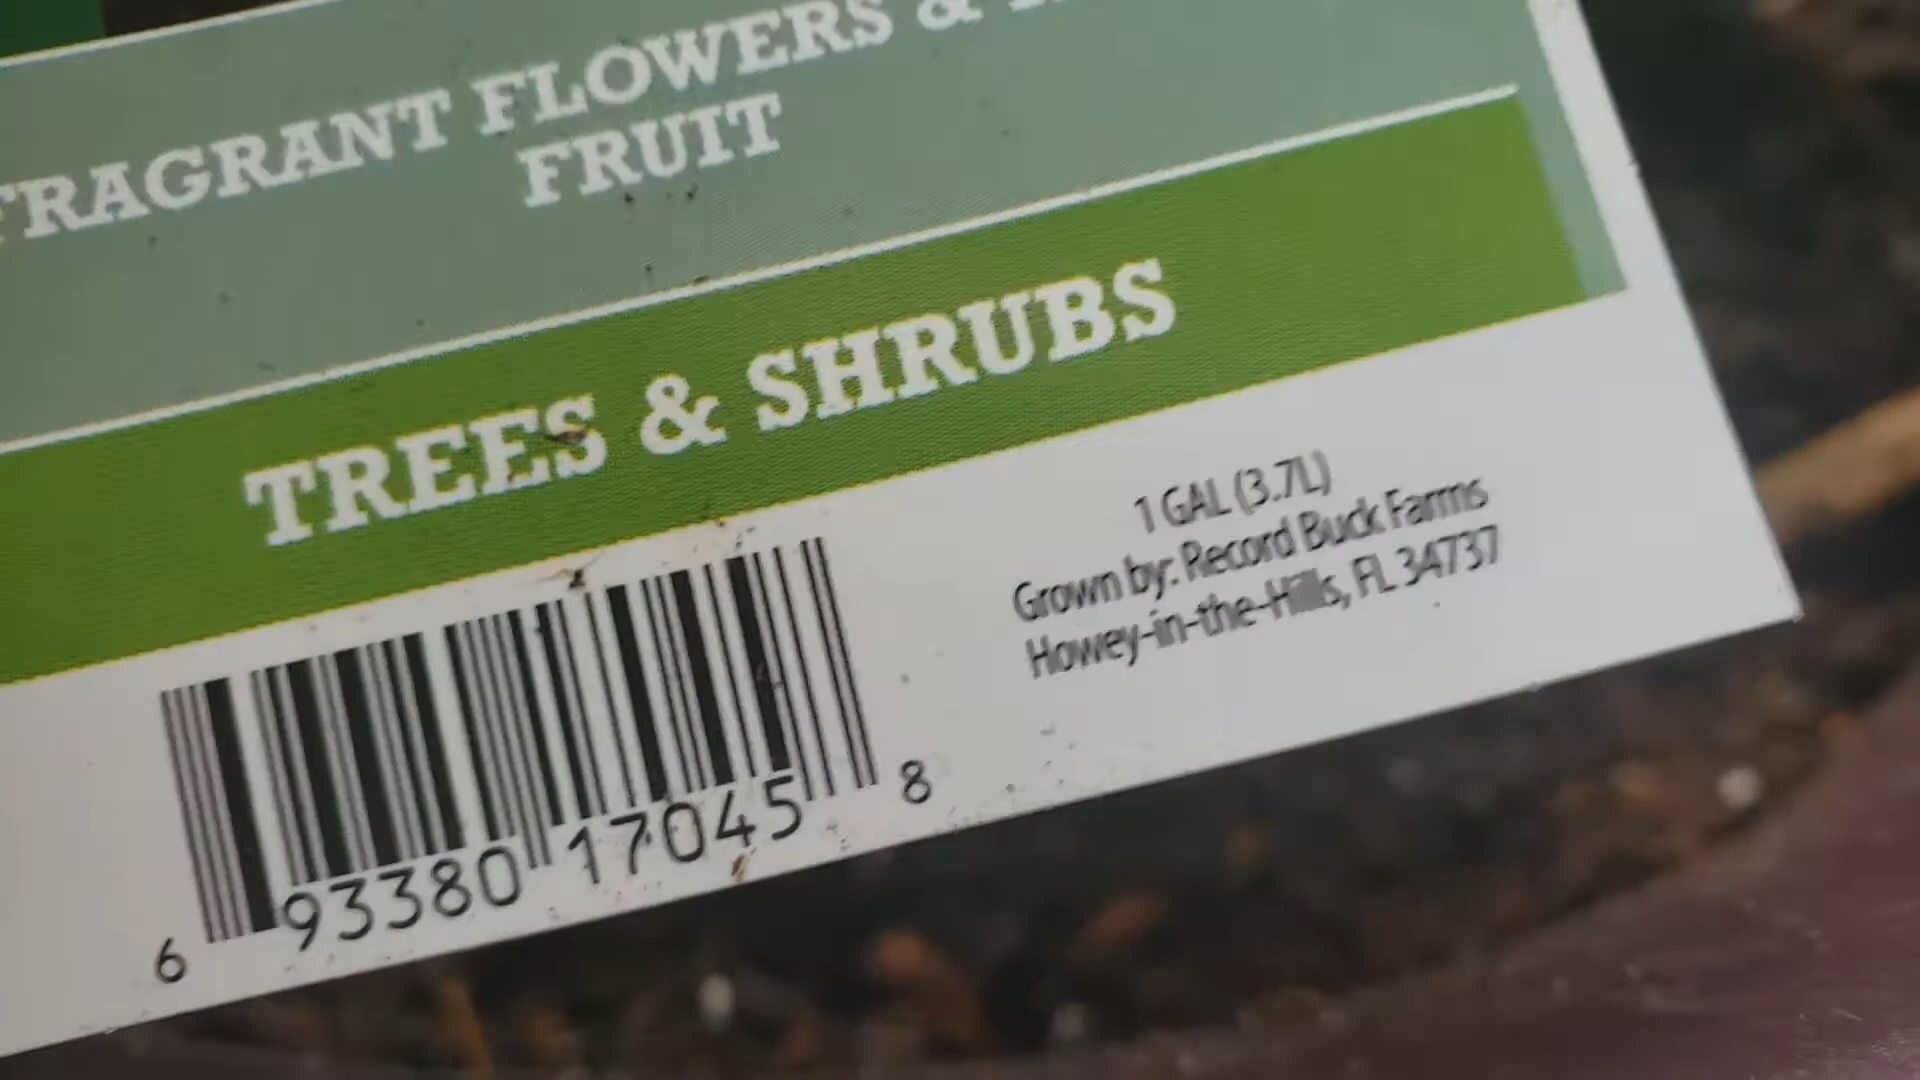 FRAGRANT FLOWERS &
FRUIT
TREES & SHRUBS
1 GAL (3.7L)
Grown by: Record Buck Farms
Howey-in-the-Hills, FL 34737
6 93380 17045 8